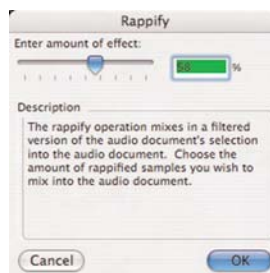 Rappify
Enter amount of effect:
58 %
Description
The rappify operation mixes in a filtered
version of the audio document's selection
into the audio document. Choose the
amount of rappified samples you wish to
mix into the audio document.
Cancel OK